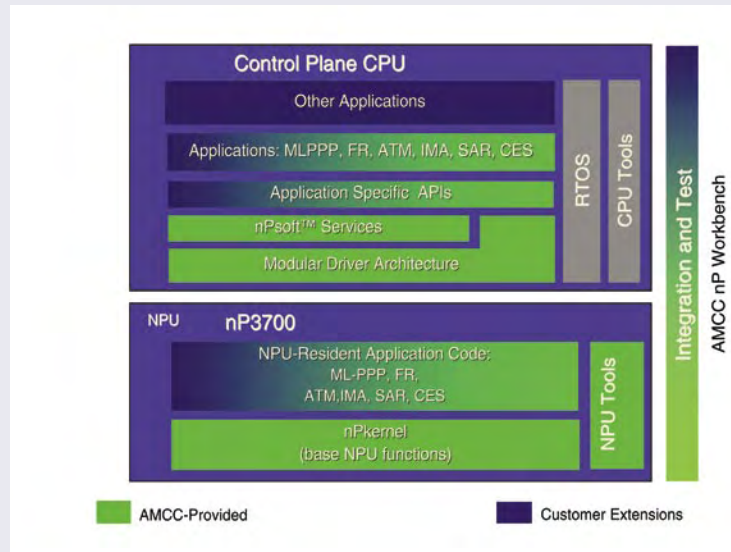 Control Plane CPU
Other Applications
Applications: MLPPP, FR, ATM, IMA, SAR, CES
Application Specific APIs
nPsoft™ Services
Modular Driver Architecture
RTOS
CPU Tools
NPU nP3700
NPU-Resident Application Code:
ML-PPP, FR,
ATM,IMA, SAR, CES
nPkernel
(base NPU functions)
NPU Tools
Integration and Test
AMCC nP Workbench
AMCC-Provided
Customer Extensions